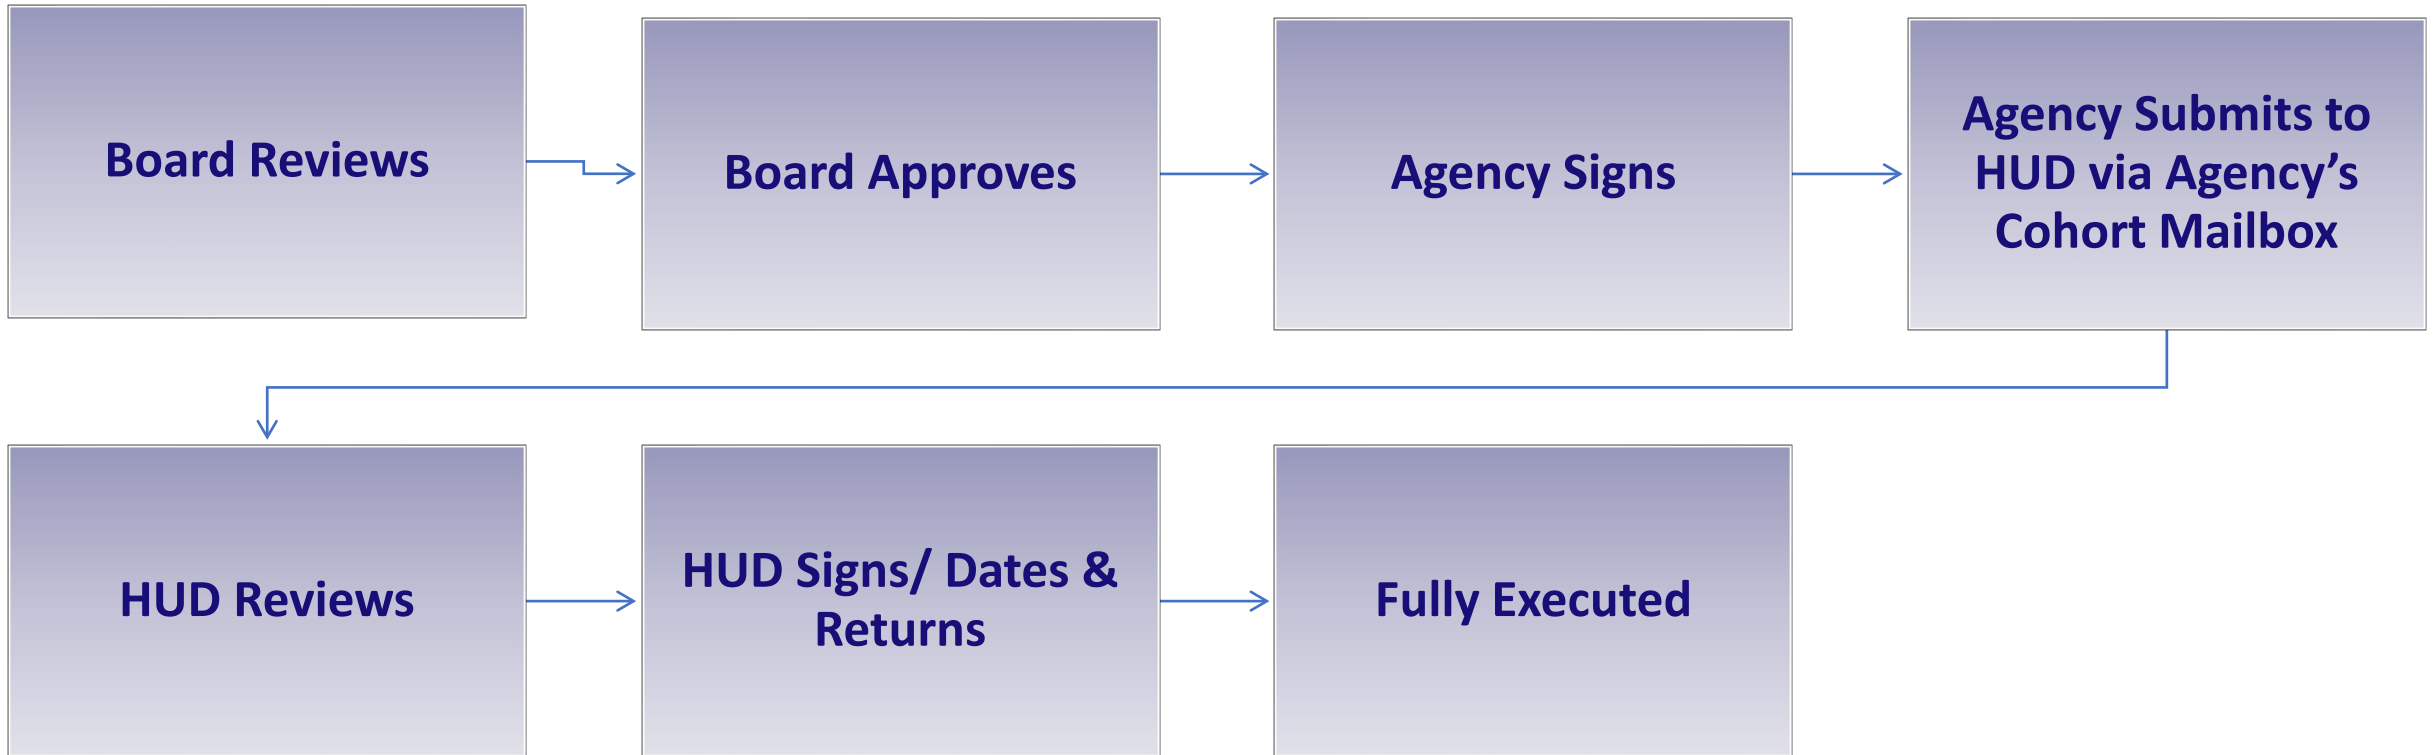 Board Reviews
Board Approves
Agency Signs
Agency Submits to
HUD via Agency’s
Cohort Mailbox
HUD Reviews
HUD Signs/ Dates &
Returns
Fully Executed